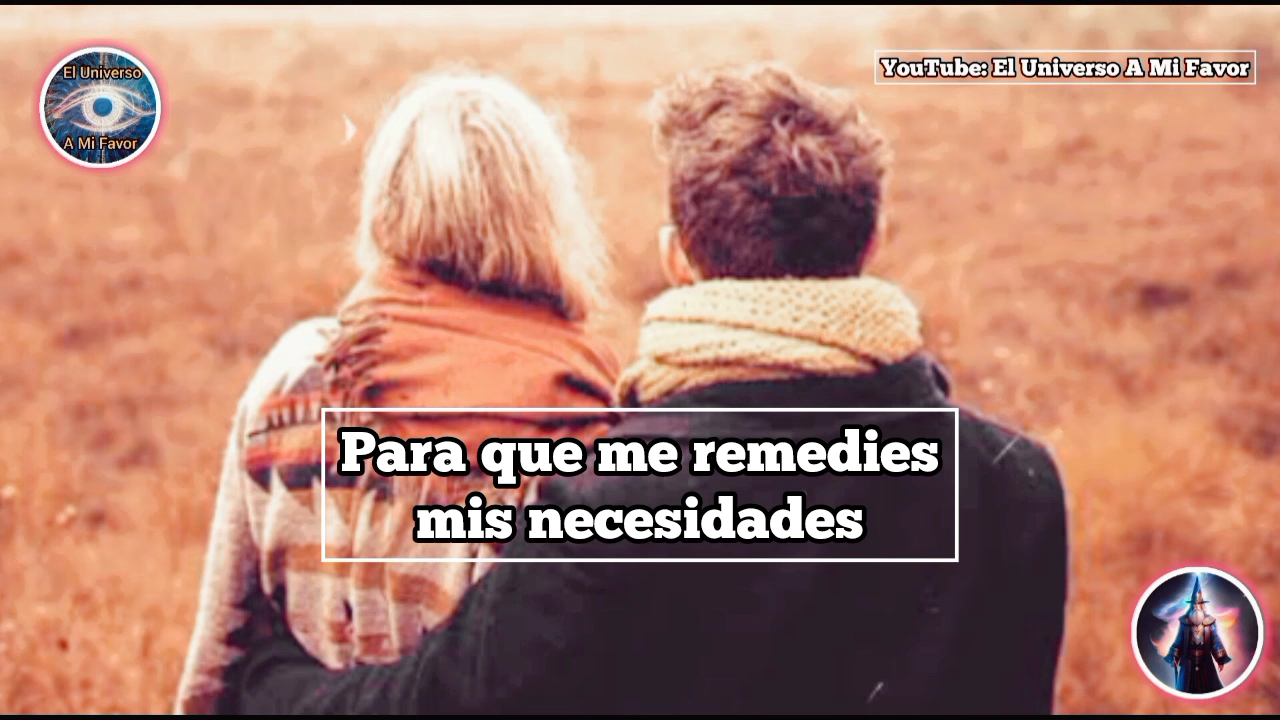 El Universo
A Mi Favor
YouTube: El Universo A Mi Favor
Para que me remedies
mis necesidades